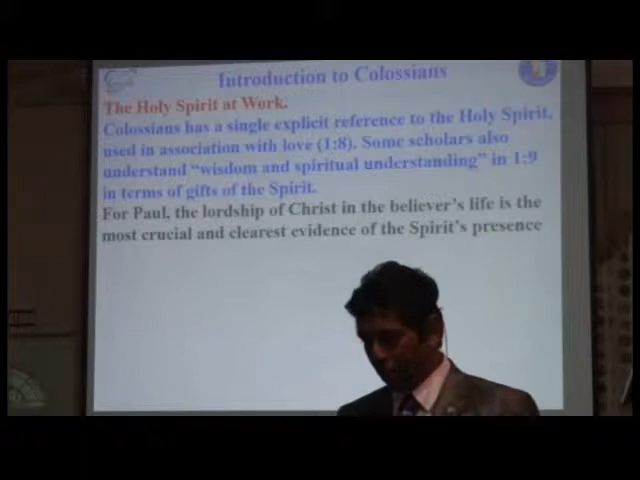 Introduction to Colossians
The Holy Spirit at Work.
Colossians has a single explicit reference to the Holy Spirit,
used in association with love (1:8). Some scholars also
understand “wisdom and spiritual understanding” in 1:9
in terms of gifts of the Spirit.
For Paul, the lordship of Christ in the believer’s life is the
most crucial and clearest evidence of the Spirit’s presence